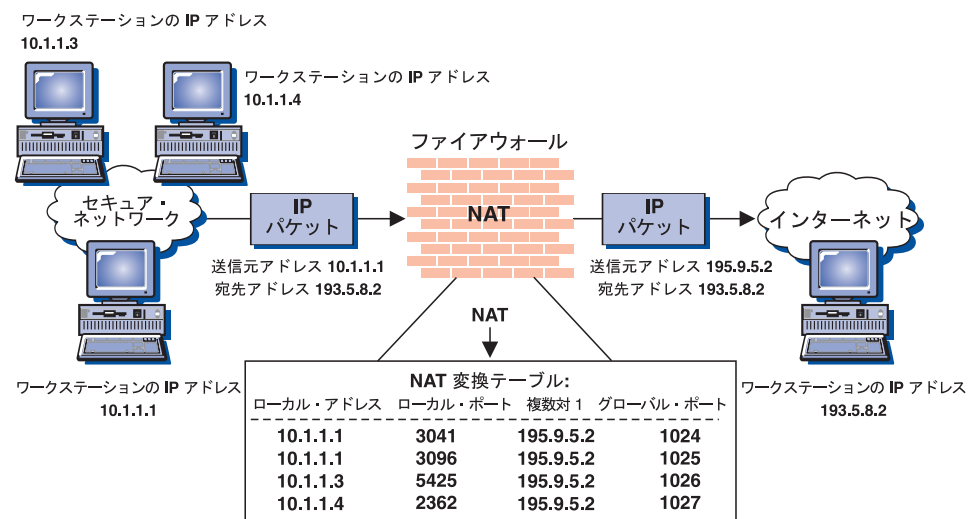 ワークステーションの IP アドレス
10.1.1.3
ワークステーションの IP アドレス
10.1.1.4
ファイアウォール
セキュア・
ネットワーク
IP
パケット
NAT
IP
パケット
インターネット
送信元アドレス 10.1.1.1
宛先アドレス 193.5.8.2
送信元アドレス 195.9.5.2
宛先アドレス 193.5.8.2
NAT
ワークステーションの IP アドレス
10.1.1.1
ワークステーションの IP アドレス
193.5.8.2
NAT 変換テーブル:
ローカル・アドレス ローカル・ポート 複数対 1 グローバル・ポート
10.1.1.1 3041 195.9.5.2 1024
10.1.1.1 3096 195.9.5.2 1025
10.1.1.3 5425 195.9.5.2 1026
10.1.1.4 2362 195.9.5.2 1027